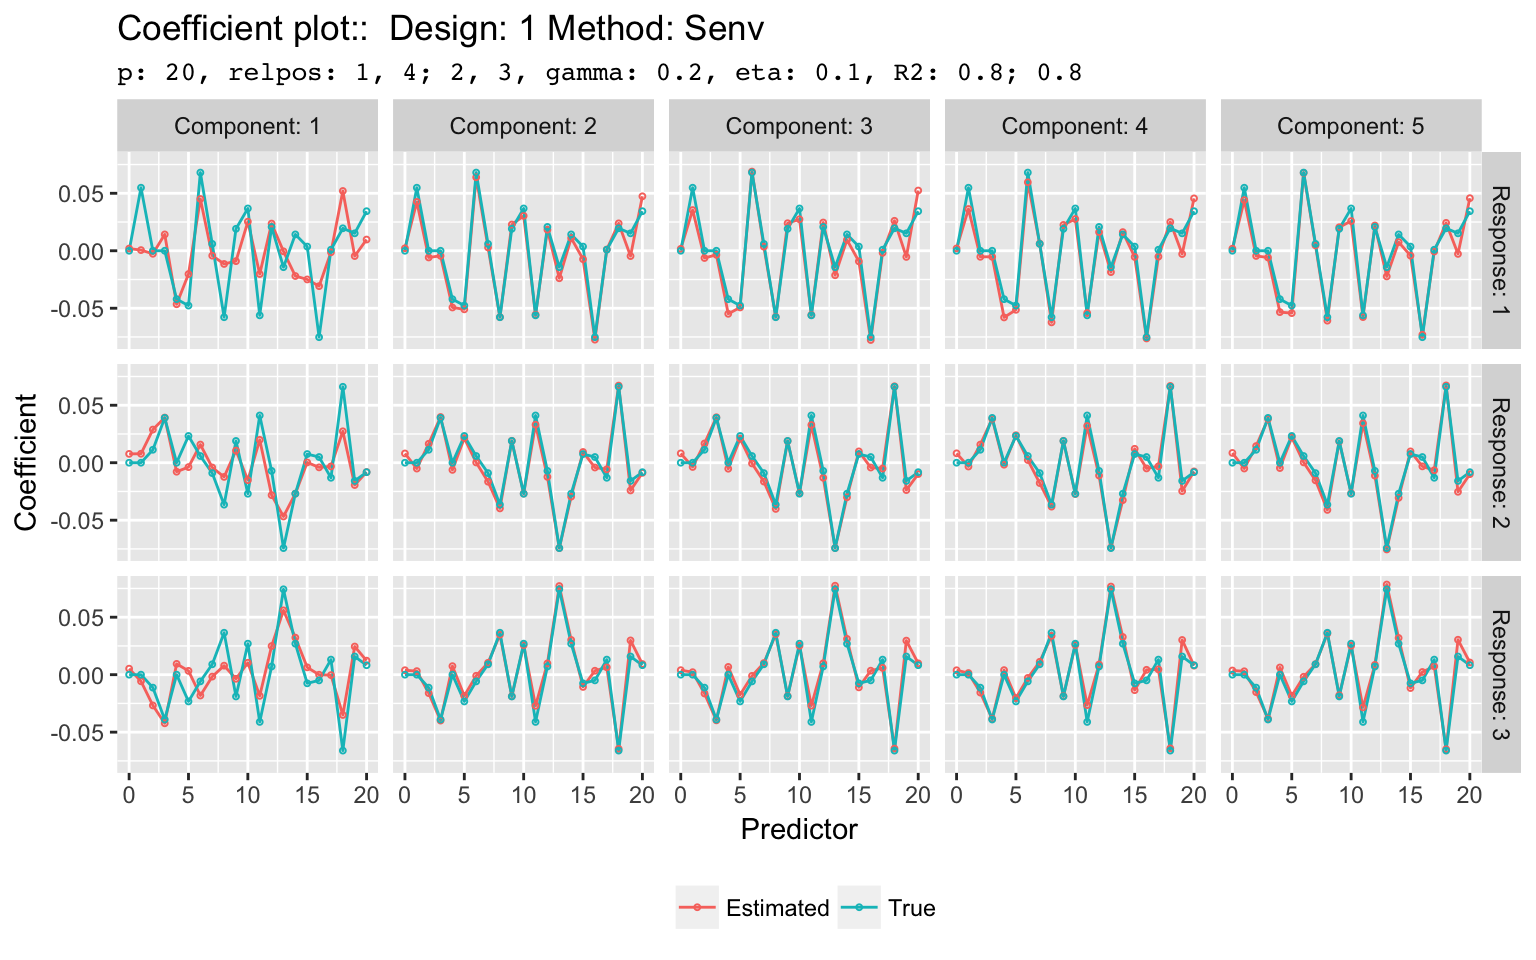 Coefficient plot::  Design: 1 Method: Senv
p: 20, relpos: 1, 4; 2, 3, gamma: 0.2, eta: 0.1, R2: 0.8; 0.8
Component: 1 Component: 2 Component: 3 Component: 4 Component: 5
0.05
0.00
-0.05
Response: 1
0.05
0.00
-0.05
Response: 2
0.05
0.00
-0.05
Response: 3
Coefficient
0 5 10 15 20 0 5 10 15 20 0 5 10 15 20 0 5 10 15 20 0 5 10 15 20
Predictor
Estimated True